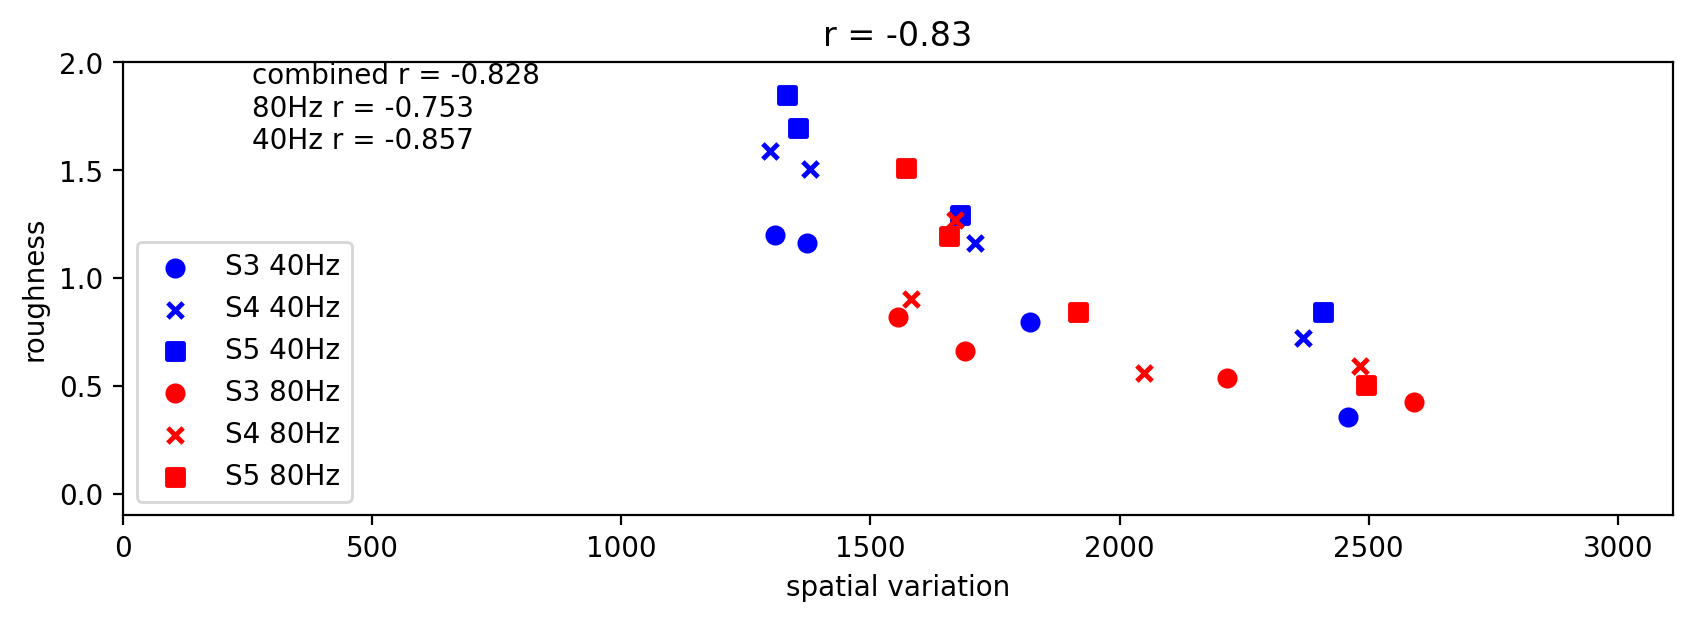 r = -0.83
combined r = -0.828
80Hz r = -0.753
40Hz r = -0.857
2.0
1.5
1.0
0.5
0.0
roughness
S3 40Hz
S4 40Hz
S5 40Hz
S3 80Hz
S4 80Hz
S5 80Hz
0 500 1000 1500 2000 2500 3000
spatial variation